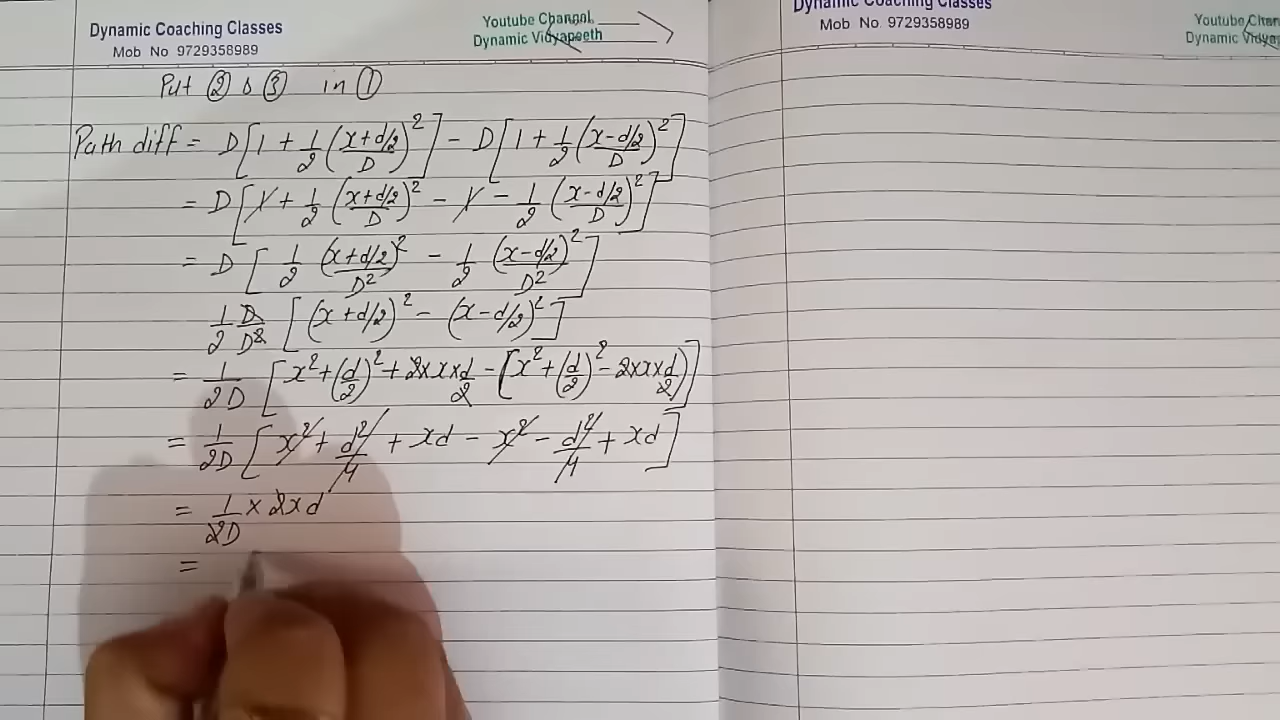 Dynamic Coaching Classes
Mob No 9729358989
Youtube Channel
Dynamic Vidyapeeth
Put ② & ③ in ①
Path diff = D[1 + 1/2 ((x+d/2)/D)²] - D[1 + 1/2 ((x-d/2)/D)²]
= D[1 + 1/2 ((x+d/2)/D)² - 1 - 1/2 ((x-d/2)/D)²]
= D[1/2 (x+d/2)²/D² - 1/2 (x-d/2)²/D²]
1/2 D/D² [(x+d/2)² - (x-d/2)²]
= 1/2D [x² + (d/2)² + 2×x×d/2 - [x² + (d/2)² - 2×x×d/2)]
= 1/2D [x² + d²/4 + xd - x² - d²/4 + xd]
= 1/2D × 2xd
=
Dynamic Coaching Classes
Mob No. 9729358989
Youtube
Dynamic